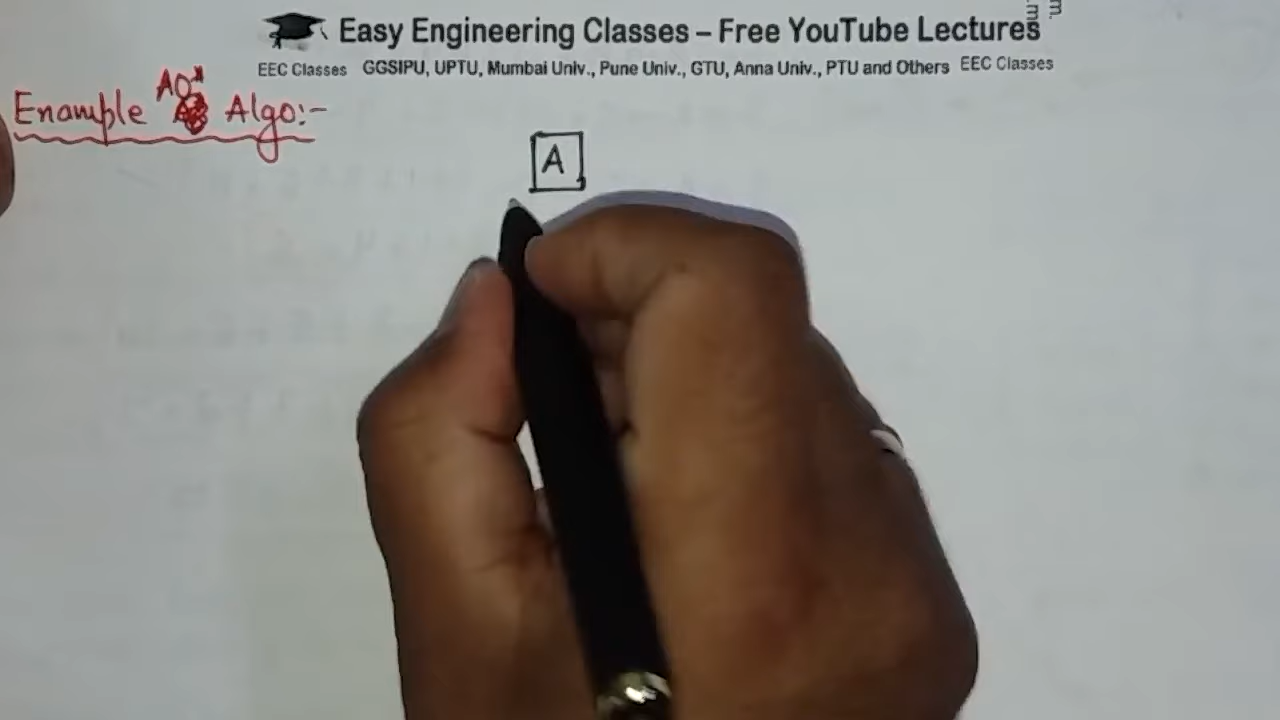 Easy Engineering Classes – Free YouTube Lectures
EEC Classes GGSIPU, UPTU, Mumbai Univ., Pune Univ., GTU, Anna Univ., PTU and Others EEC Classes
Example AO* Algo:-
A